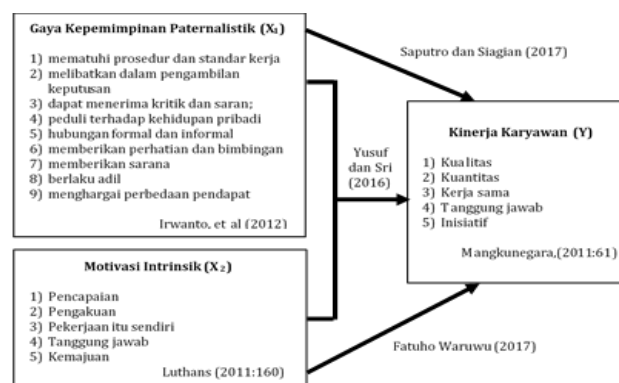 Gaya Kepemimpinan Paternalistik (X₁)
1) mematuhi prosedur dan standar kerja
2) melibatkan dalam pengambilan
keputusan
3) dapat menerima kritik dan saran;
4) peduli terhadap kehidupan pribadi
5) hubungan formal dan informal
6) memberikan perhatian dan bimbingan
7) memberikan sarana
8) berlaku adil
9) menghargai perbedaan pendapat
Irwanto, et al (2012)
Motivasi Intrinsik (X₂)
1) Pencapaian
2) Pengakuan
3) Pekerjaan itu sendiri
4) Tanggung jawab
5) Kemajuan
Luthans (2011:160)
Saputro dan Siagian (2017)
Yusuf
dan Sri
(2016)
Fatuho Waruwu (2017)
Kinerja Karyawan (Y)
1) Kualitas
2) Kuantitas
3) Kerja sama
4) Tanggung jawab
5) Inisiatif
Mangkunegara,(2011:61)